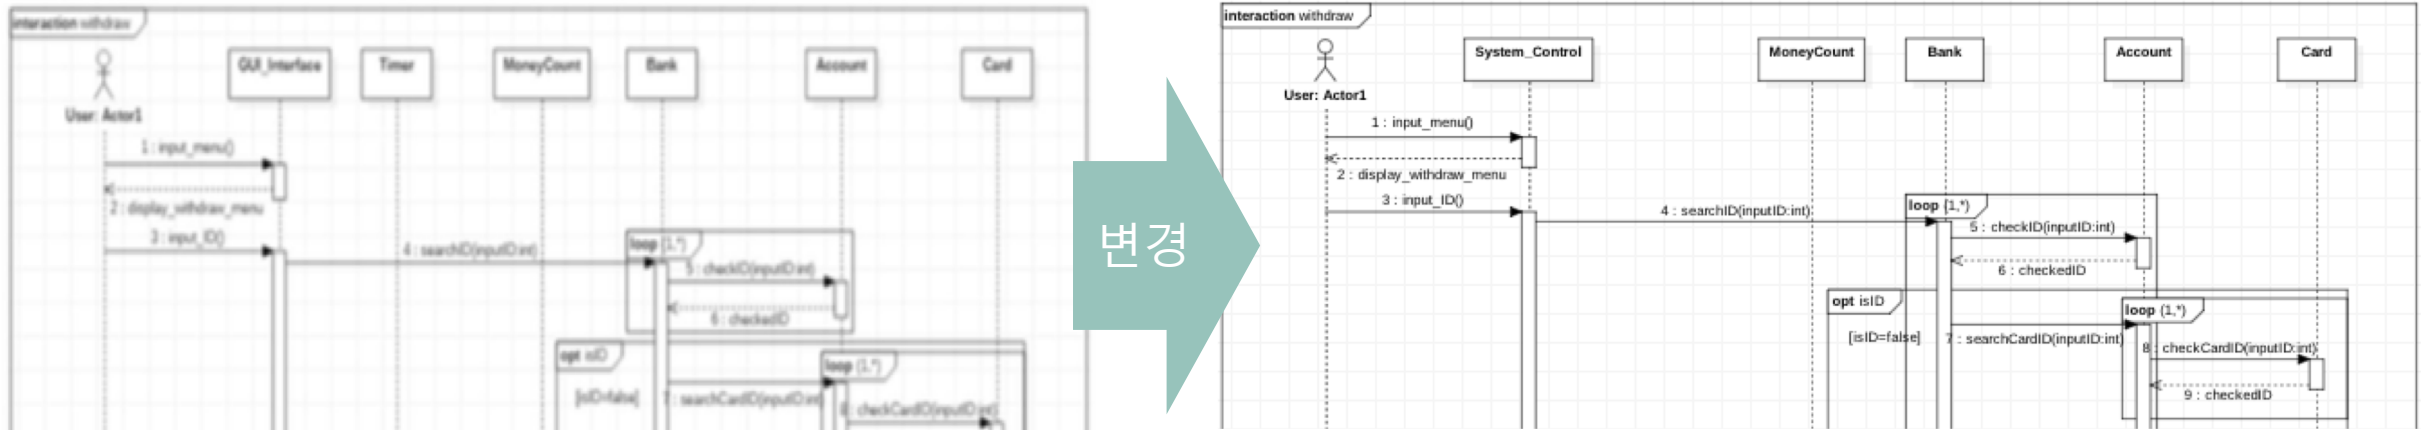 interaction withdraw
GUI_Interface
Timer
MoneyCount
Bank
Account
Card
User: Actor1
1 : input_menu()
2 : display_withdraw_menu
3 : input_ID()
4 : searchID(inputID:int)
loop (1,*)
5 : checkID(inputID:int)
6 : checkedID
opt isID
loop (1,*)
[isID=false]
7 : searchCardID(inputID:int)
8 : checkCardID(inputID:int)
변경
interaction withdraw
System_Control
MoneyCount
Bank
Account
Card
User: Actor1
1 : input_menu()
2 : display_withdraw_menu
3 : input_ID()
4 : searchID(inputID:int)
loop (1,*)
5 : checkID(inputID:int)
6 : checkedID
opt isID
loop (1,*)
[isID=false]
7 : searchCardID(inputID:int)
8 : checkCardID(inputID:int)
9 : checkedID